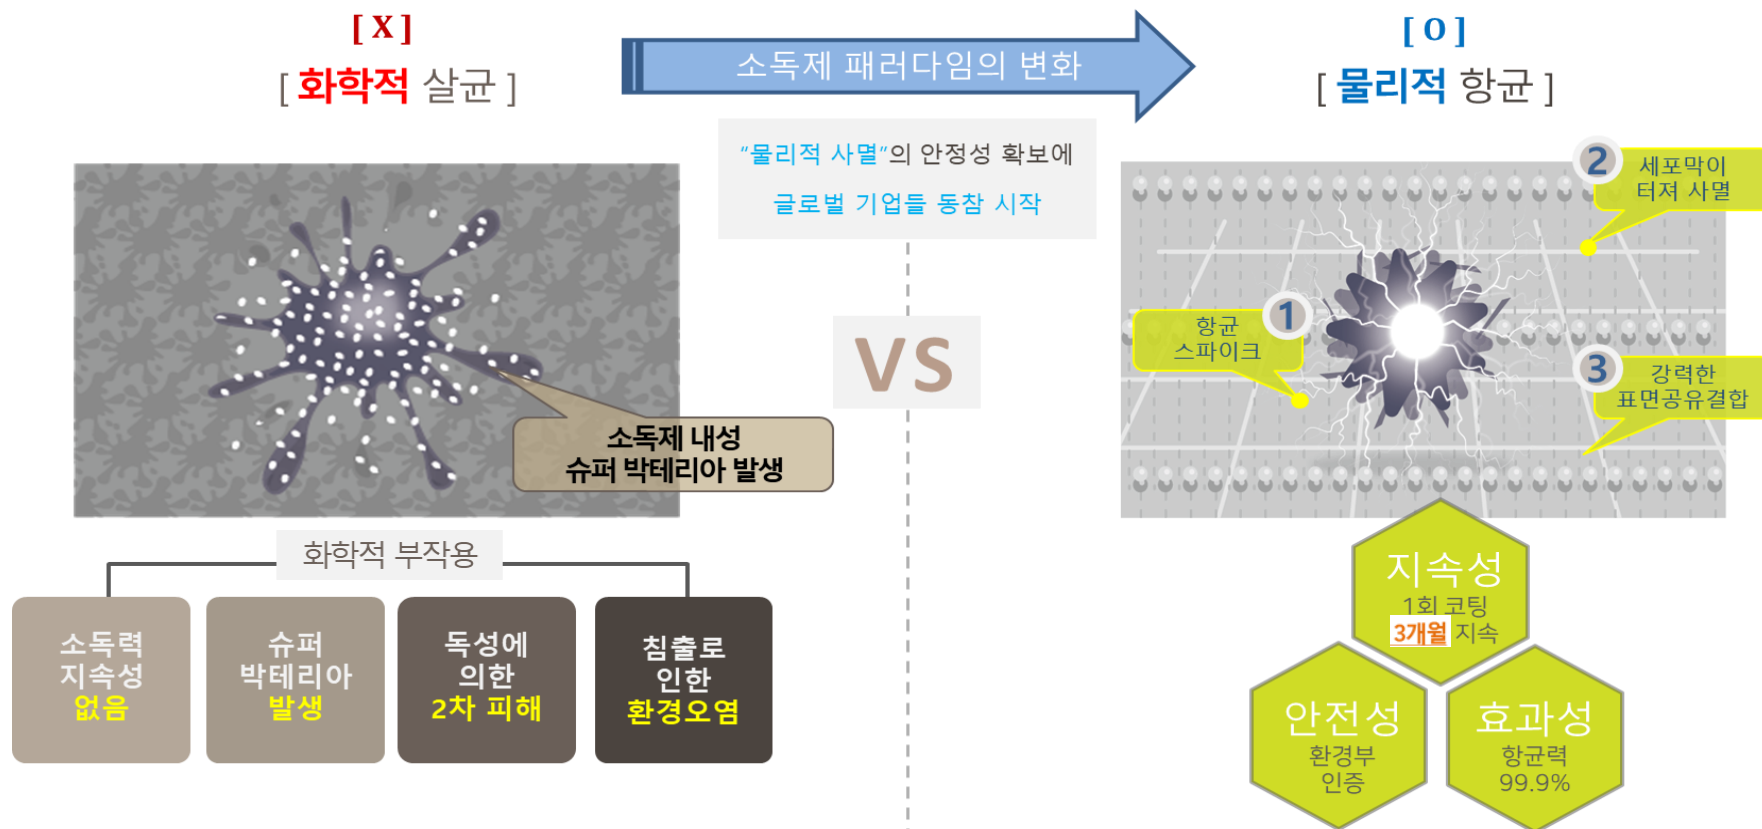 [ X ]
[ 화학적 살균 ]
소독제 패러다임의 변화
[ O ]
[ 물리적 항균 ]
"물리적 사멸"의 안정성 확보에
글로벌 기업들 동참 시작
VS
소독제 내성
슈퍼 박테리아 발생
1
항균
스파이크
2
세포막이
터져 사멸
3
강력한
표면공유결합
화학적 부작용
소독력
지속성
없음
슈퍼
박테리아
발생
독성에
의한
2차 피해
침출로
인한
환경오염
지속성
1회 코팅
3개월 지속
안전성
환경부
인증
효과성
항균력
99.9%